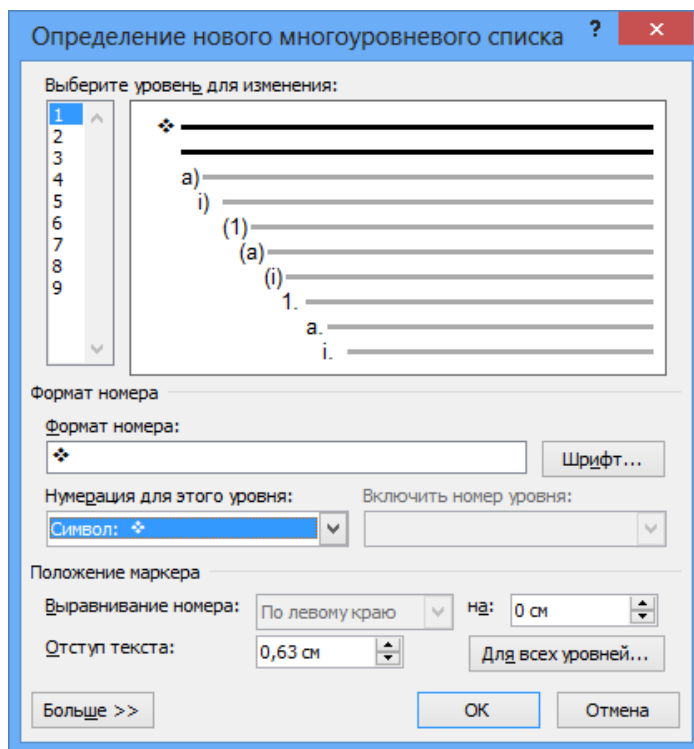 Определение нового многоуровневого списка ? ×
Выберите уровень для изменения:
1
2
3
4
5
6
7
8
9
❖
a)
i)
(1)
(a)
(i)
1.
a.
i.
Формат номера
Формат номера:
❖ Шрифт...
Нумерация для этого уровня: Включить номер уровня:
Символ: ❖
Положение маркера
Выравнивание номера: По левому краю на: 0 см
Отступ текста: 0,63 см Для всех уровней...
Больше >> ОК Отмена